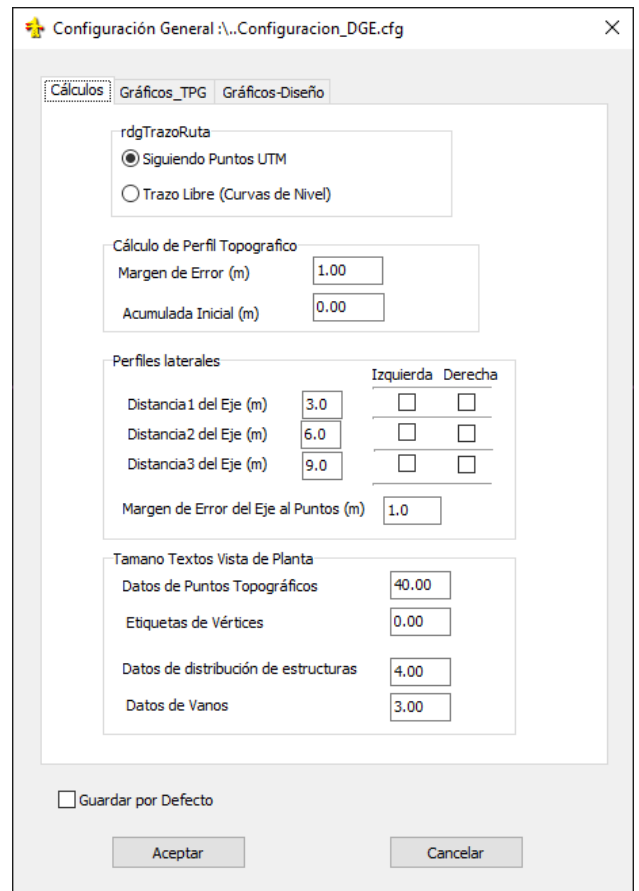 Configuración General :\..Configuracion_DGE.cfg
Cálculos Gráficos_TPG Gráficos-Diseño
rdgTrazoRuta
Siguiendo Puntos UTM
Trazo Libre (Curvas de Nivel)
Cálculo de Perfil Topografico
Margen de Error (m) 1.00
Acumulada Inicial (m) 0.00
Perfiles laterales
Izquierda Derecha
Distancia1 del Eje (m) 3.0
Distancia2 del Eje (m) 6.0
Distancia3 del Eje (m) 9.0
Margen de Error del Eje al Puntos (m) 1.0
Tamano Textos Vista de Planta
Datos de Puntos Topográficos 40.00
Etiquetas de Vértices 0.00
Datos de distribución de estructuras 4.00
Datos de Vanos 3.00
Guardar por Defecto
Aceptar Cancelar